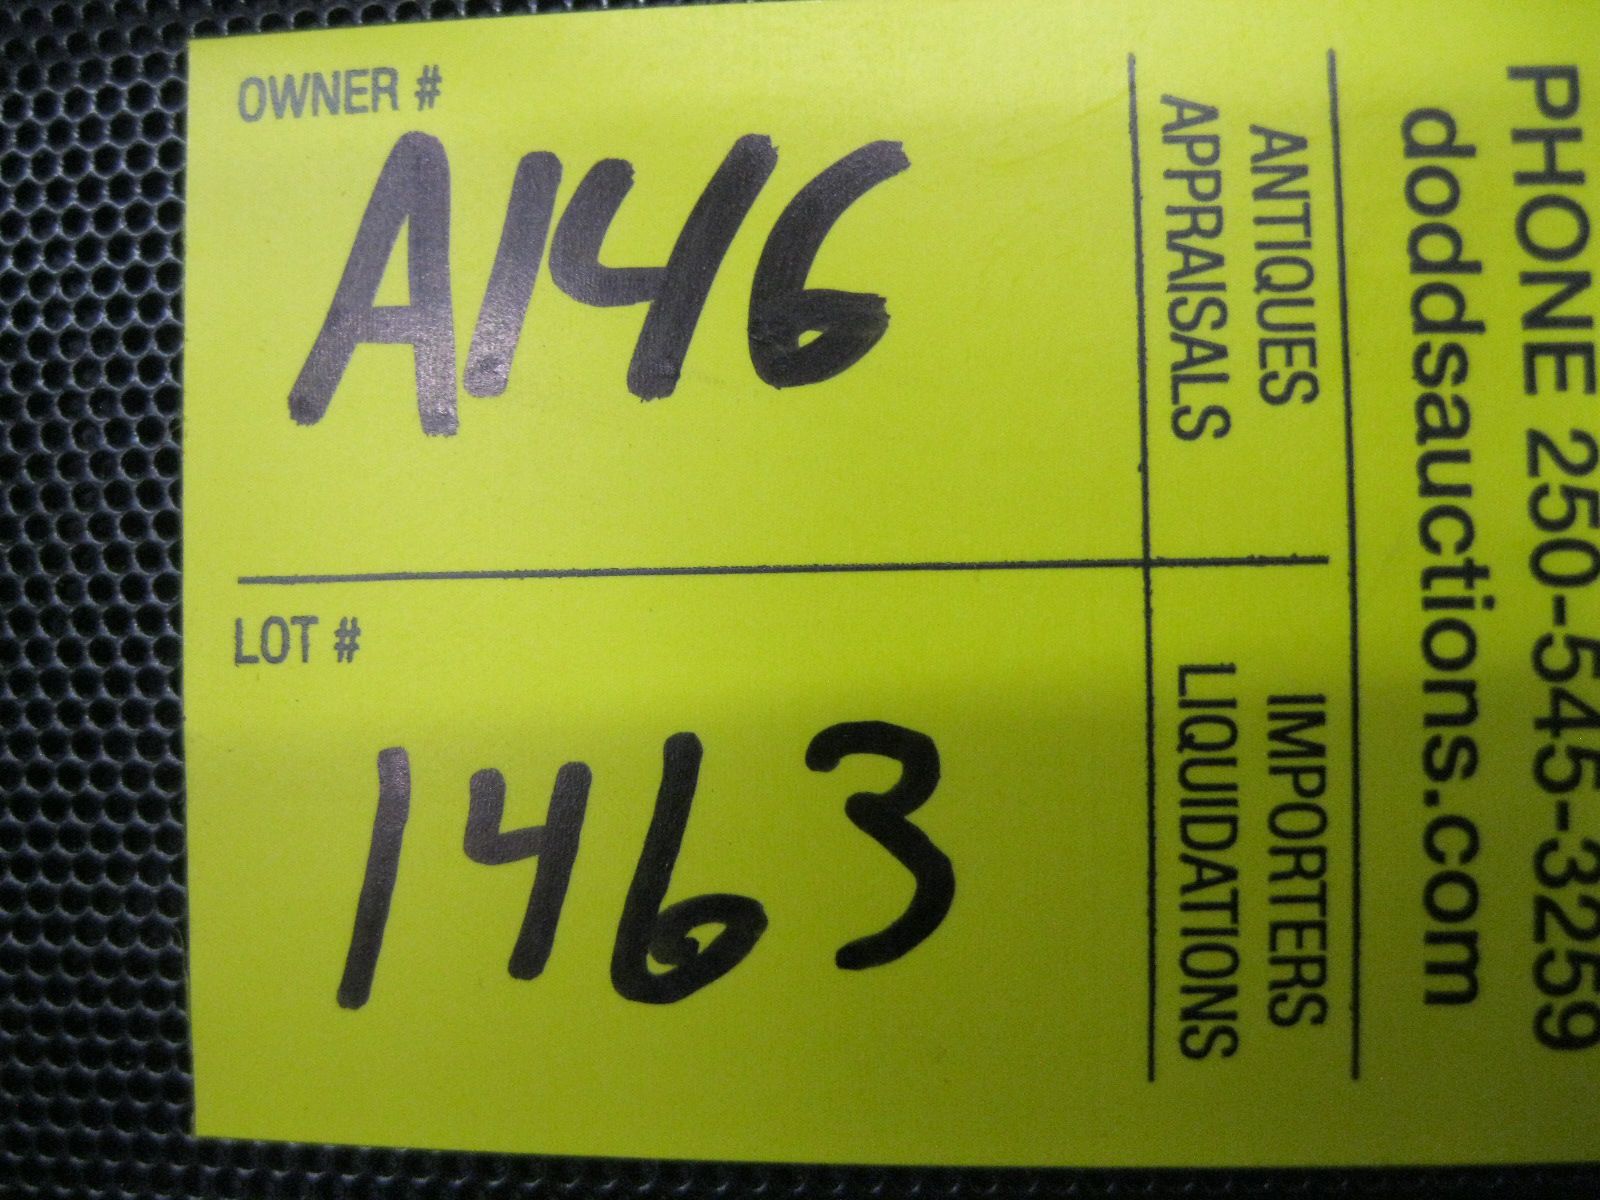 OWNER #
A146
LOT #
1463
PHONE 250-545-3259
doddsauctions.com
ANTIQUES
APPRAISALS
IMPORTERS
LIQUIDATIONS